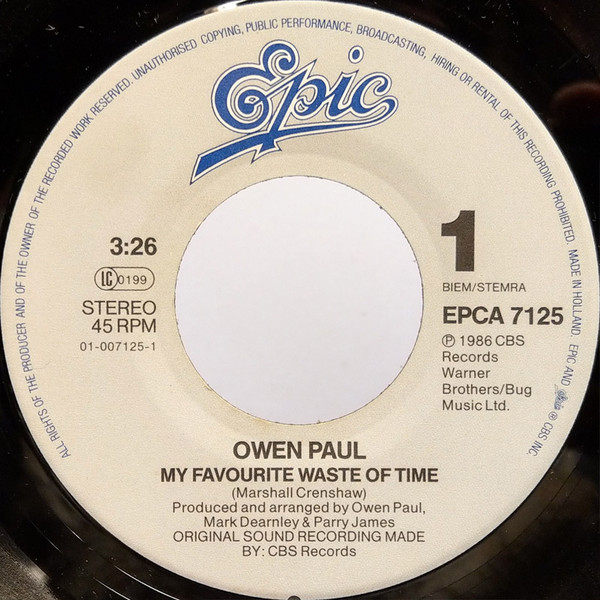 ALL RIGHTS OF THE PRODUCER AND OF THE OWNER OF THE RECORDED WORK RESERVED. UNAUTHORISED COPYING, PUBLIC PERFORMANCE, BROADCASTING, HIRING OR RENTAL OF THIS RECORDING PROHIBITED. MADE IN HOLLAND. EPIC AND Epic ® CBS INC
Epic
3:26
LC 0199
STEREO
45 RPM
01-007125-1
1
BIEM/STEMRA
EPCA 7125
℗ 1986 CBS
Records
Warner
Brothers/Bug
Music Ltd.
OWEN PAUL
MY FAVOURITE WASTE OF TIME
(Marshall Crenshaw)
Produced and arranged by Owen Paul,
Mark Dearnley & Parry James
ORIGINAL SOUND RECORDING MADE
BY: CBS Records